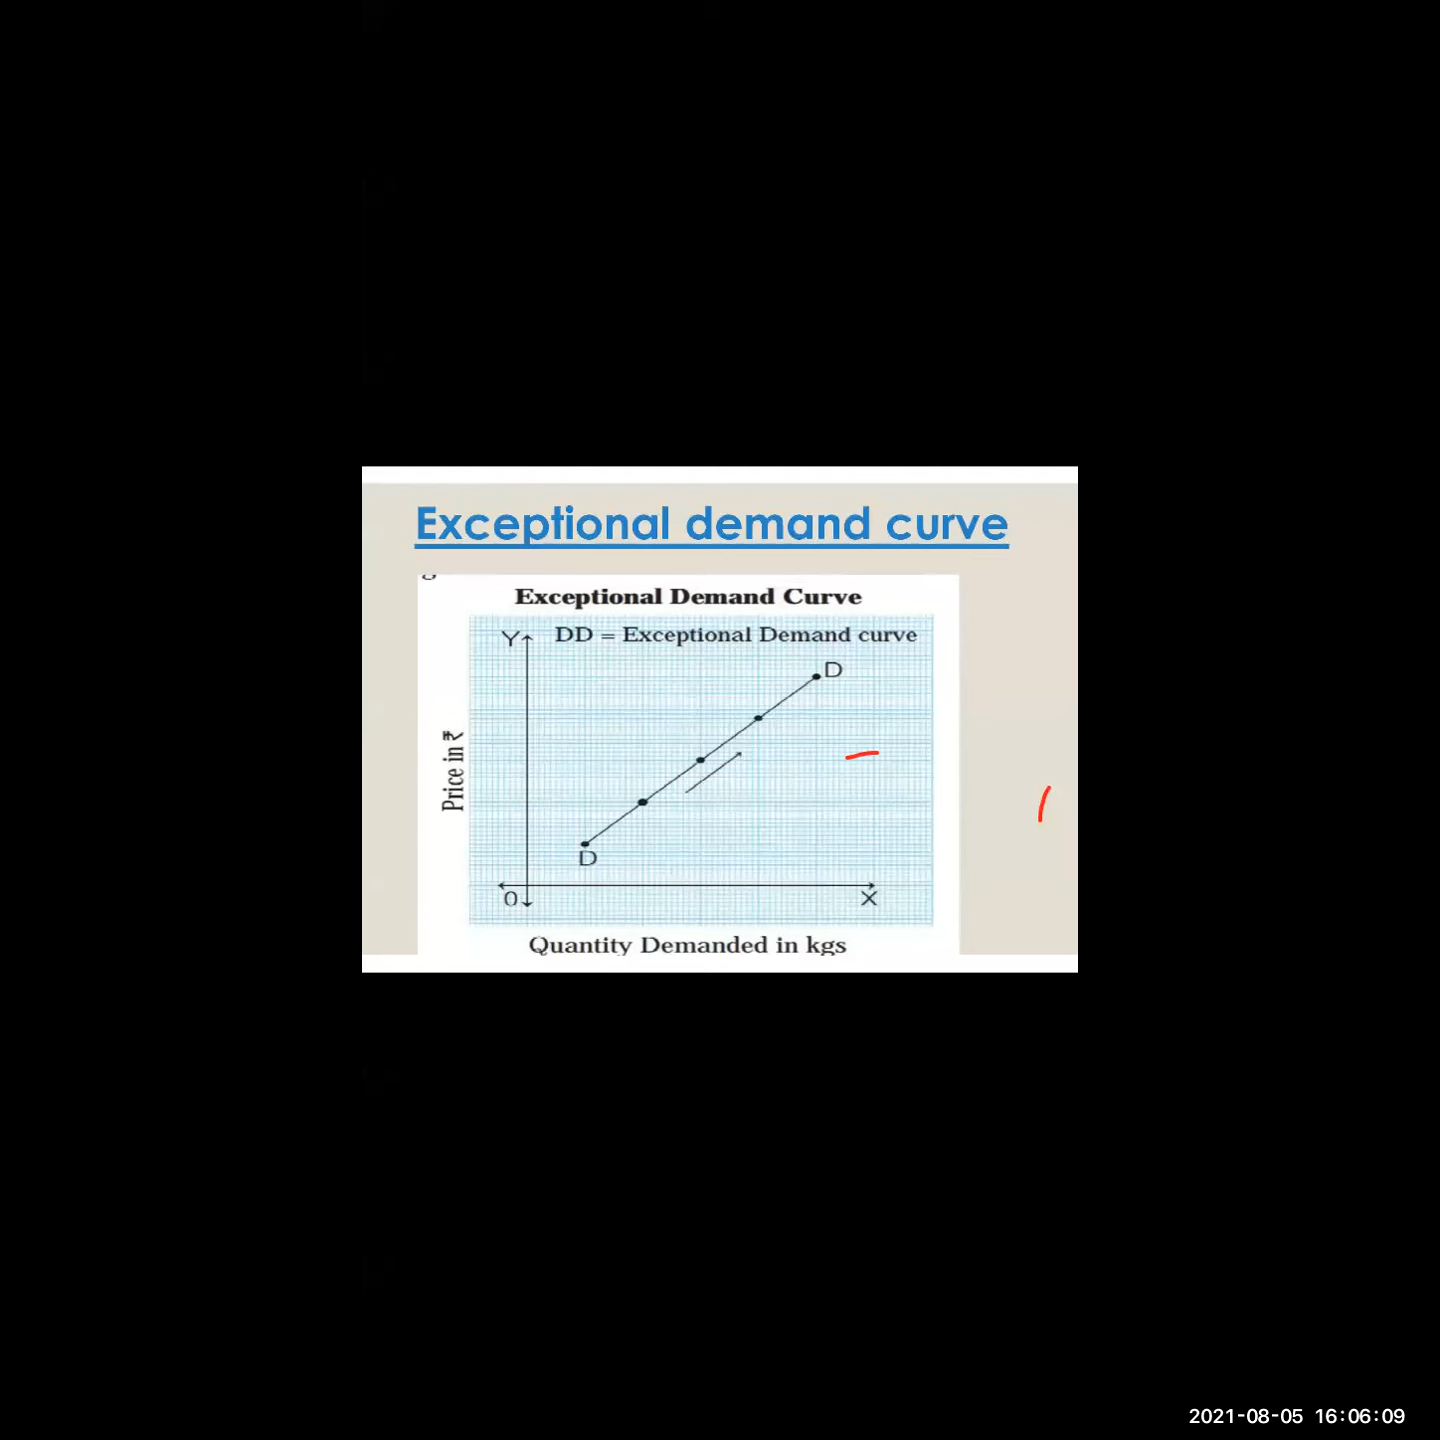 Exceptional demand curve
Exceptional Demand Curve
Y
DD = Exceptional Demand curve
D
Price in ₹
D
0
X
Quantity Demanded in kgs
2021-08-05 16:06:09